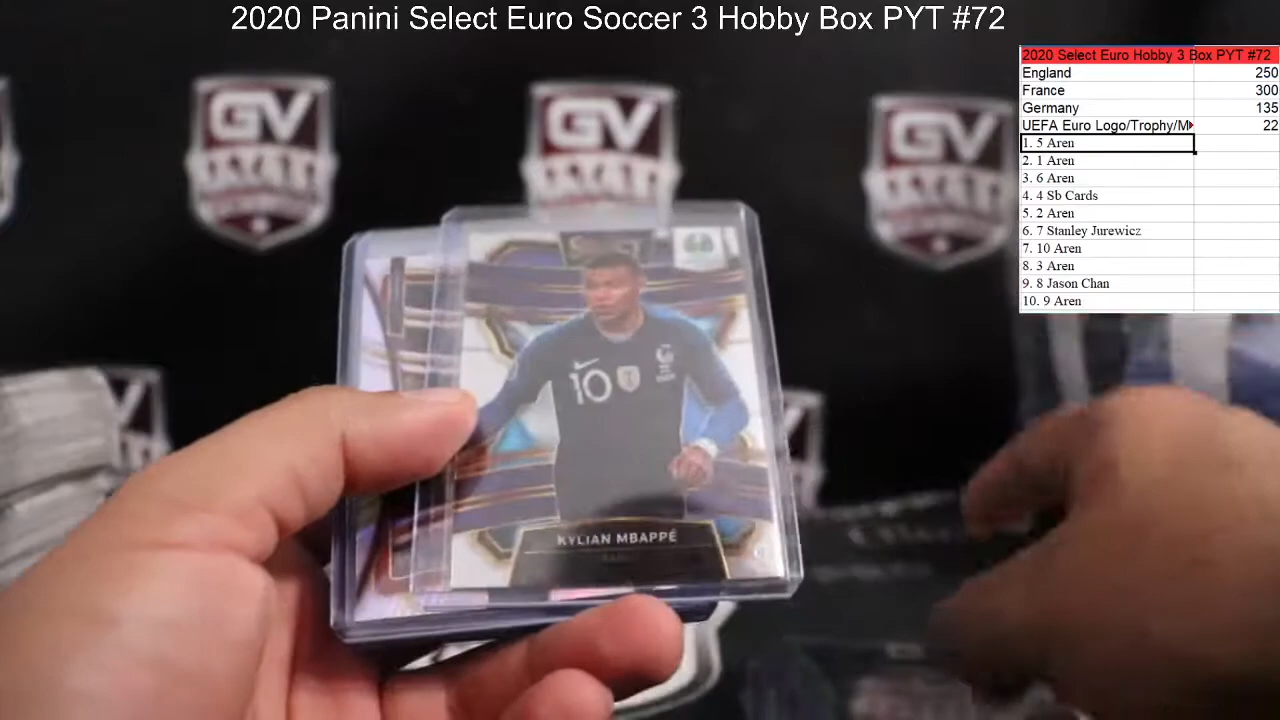 2020 Panini Select Euro Soccer 3 Hobby Box PYT #72
2020 Select Euro Hobby 3 Box PYT #72
England 250
France 300
Germany 135
UEFA Euro Logo/Trophy/M 22
1. 5 Aren
2. 1 Aren
3. 6 Aren
4. 4 Sb Cards
5. 2 Aren
6. 7 Stanley Jurewicz
7. 10 Aren
8. 3 Aren
9. 8 Jason Chan
10. 9 Aren
GV
GV
GV
SELECT
10
KYLIAN MBAPPÉ